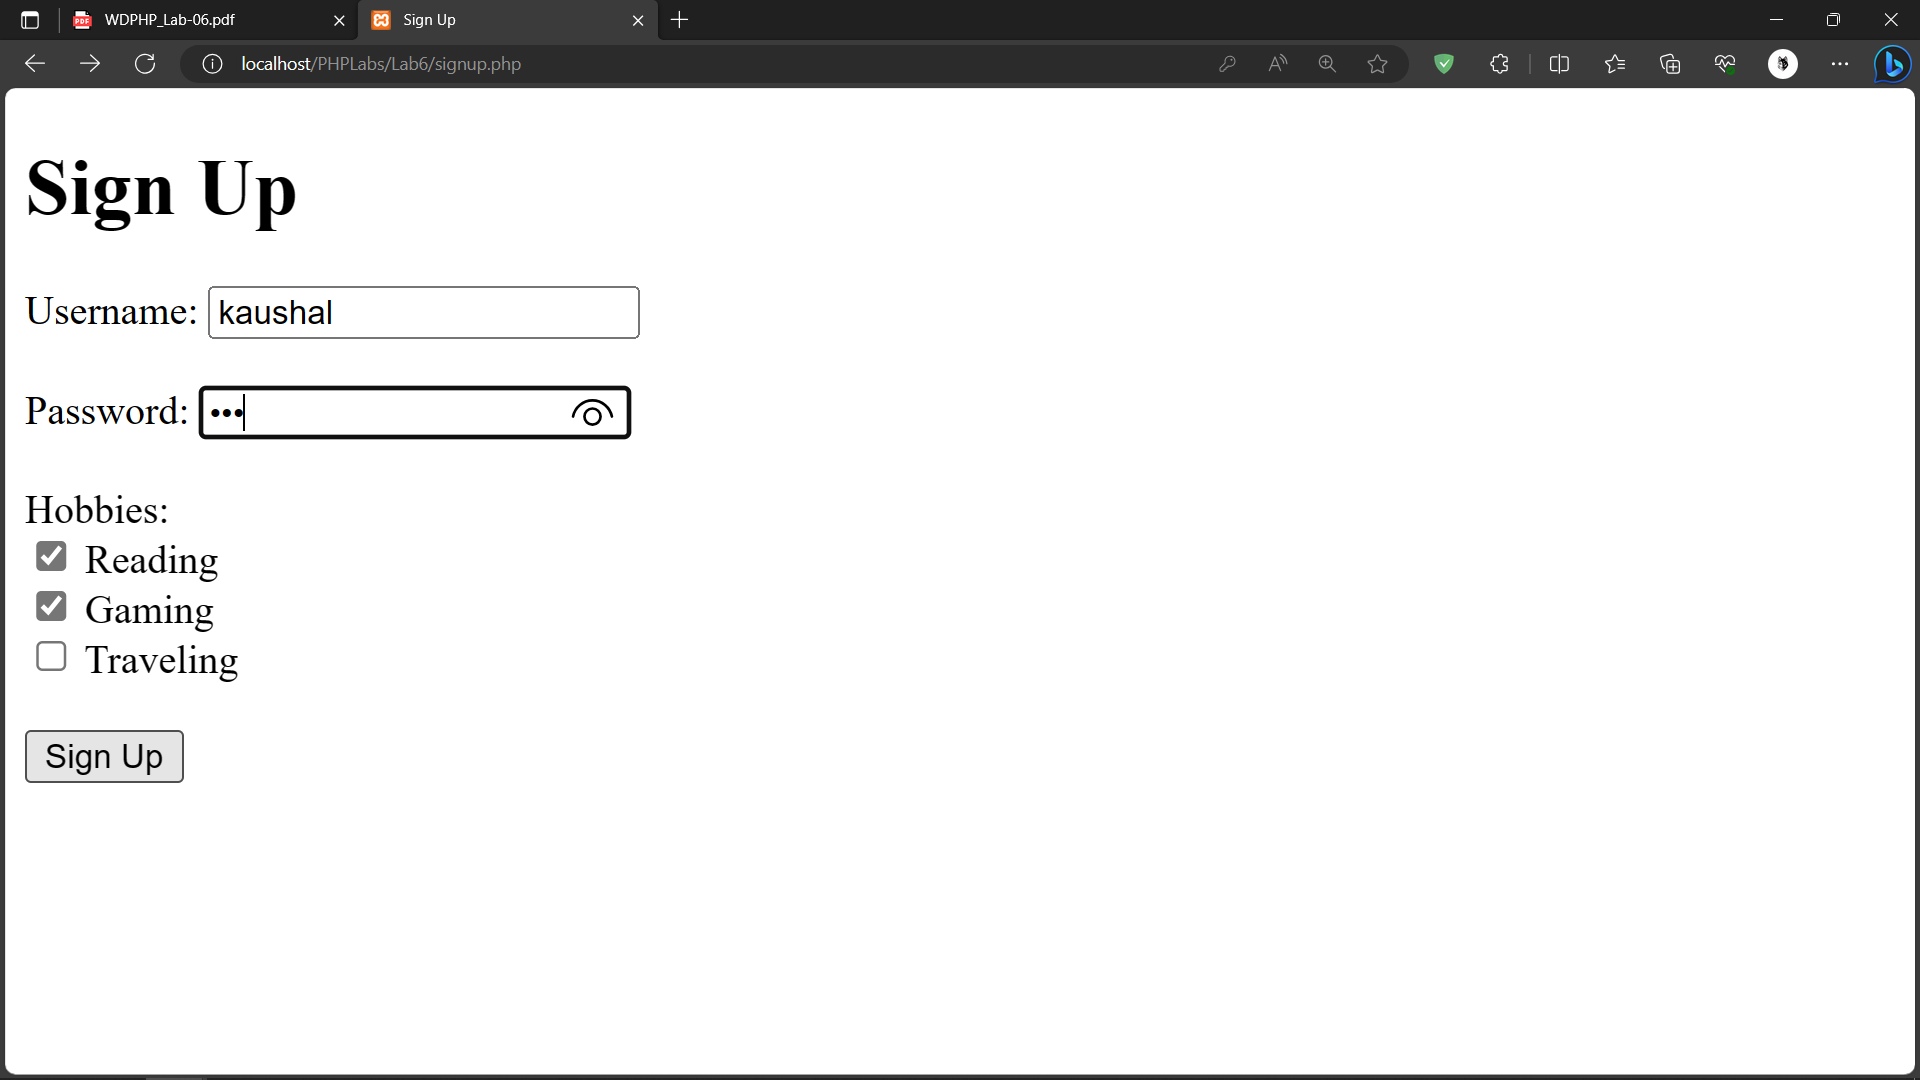 WDPHP_Lab-06.pdf
Sign Up
localhost/PHPLabs/Lab6/signup.php
Sign Up
Username: kaushal
Password: •••
Hobbies:
Reading
Gaming
Traveling
Sign Up